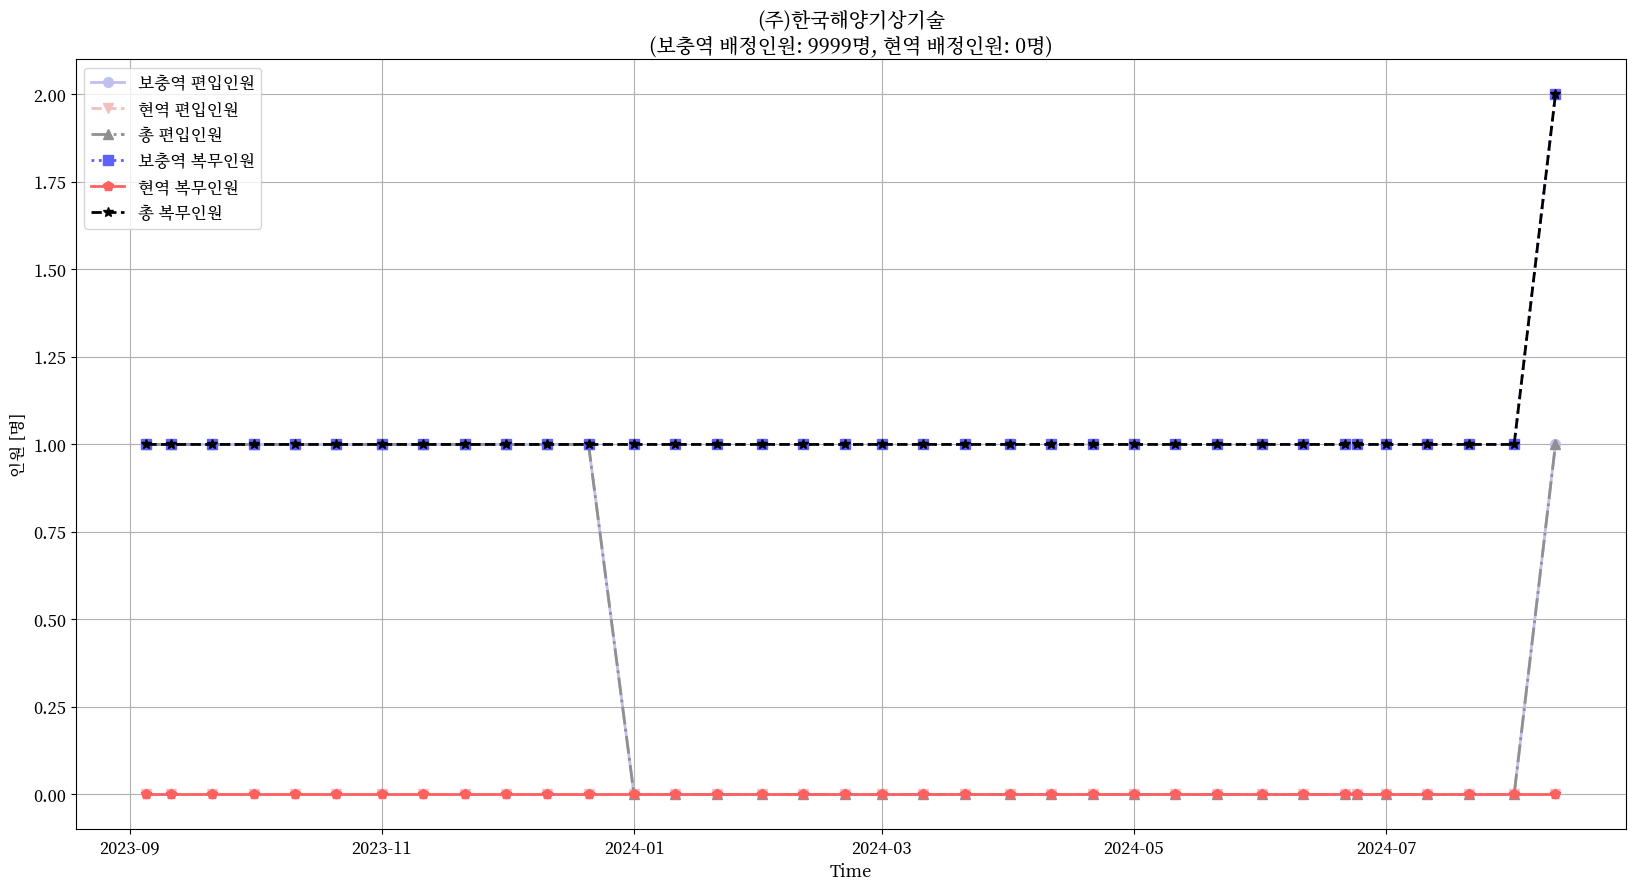 (주)한국해양기상기술
(보충역 배정인원: 9999명, 현역 배정인원: 0명)
보충역 편입인원
현역 편입인원
총 편입인원
보충역 복무인원
현역 복무인원
총 복무인원
2.00
1.75
1.50
1.25
1.00
0.75
0.50
0.25
0.00
인원 [명]
2023-09
2023-11
2024-01
2024-03
2024-05
2024-07
Time